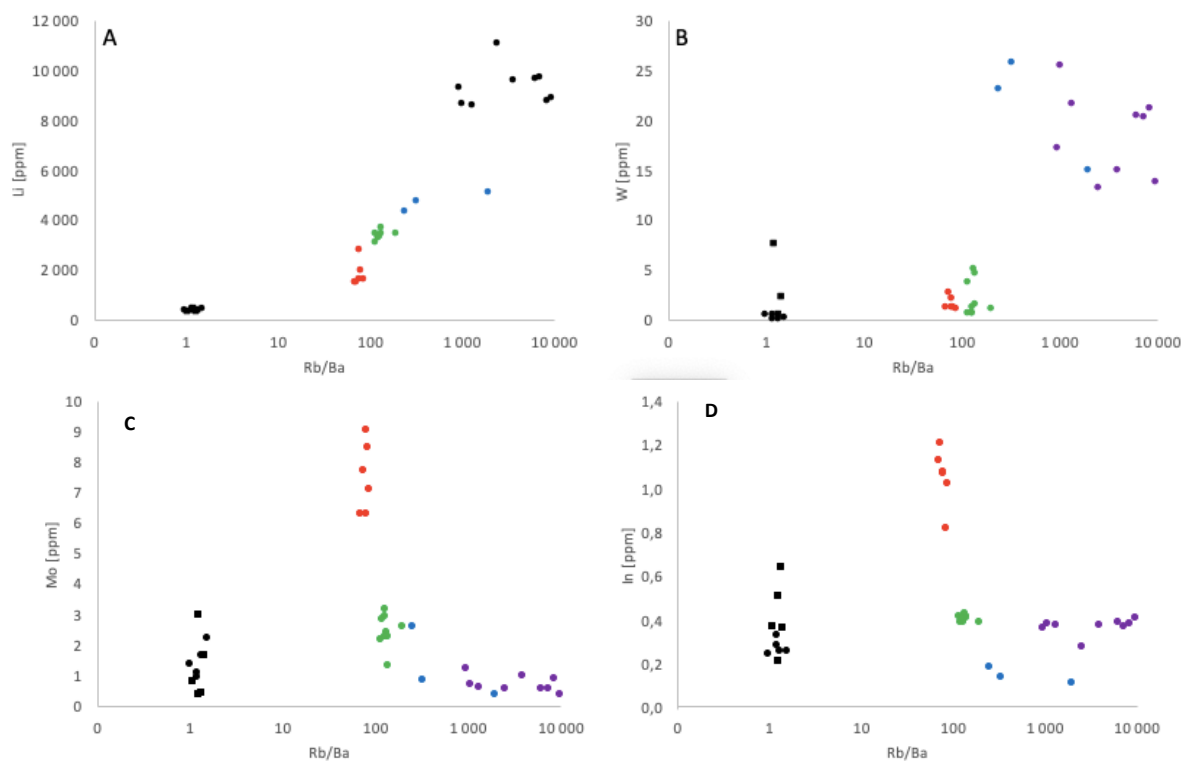 A
12 000
10 000
8 000
6 000
4 000
2 000
0
Li [ppm]
0 1 10 100 1 000 10 000
Rb/Ba
B
30
25
20
15
10
5
0
W [ppm]
0 1 10 100 1 000 10 000
Rb/Ba
C
10
9
8
7
6
5
4
3
2
1
0
Mo [ppm]
0 1 10 100 1 000 10 000
Rb/Ba
D
1,4
1,2
1,0
0,8
0,6
0,4
0,2
0,0
In [ppm]
0 1 10 100 1 000 10 000
Rb/Ba